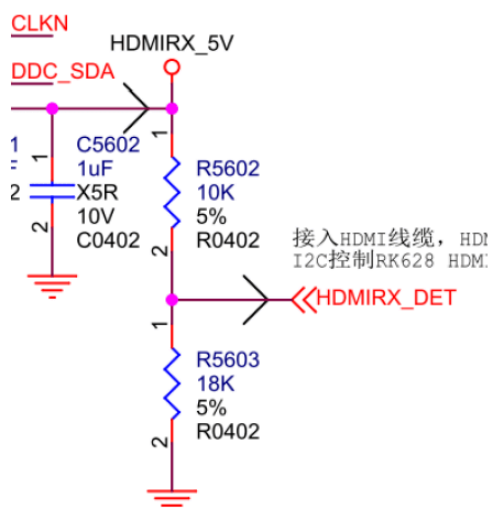 CLKN
HDMIRX_5V
DDC_SDA
1
2
1
2
C5602
1uF
X5R
10V
C0402
1
2
R5602
10K
5%
R0402
接入HDMI线缆，HDM
I2C控制RK628 HDMI
HDMIRX_DET
1
2
R5603
18K
5%
R0402